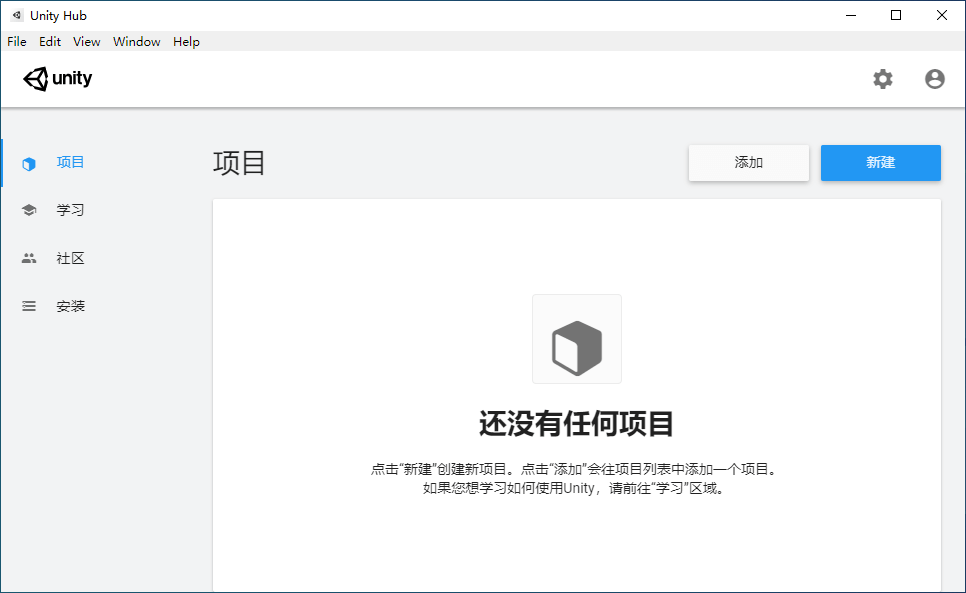 Unity Hub
File Edit View Window Help
unity
项目
学习
社区
安装
项目
添加
新建
还没有任何项目
点击“新建”创建新项目。点击“添加”会往项目列表中添加一个项目。
如果您想学习如何使用Unity，请前往“学习”区域。